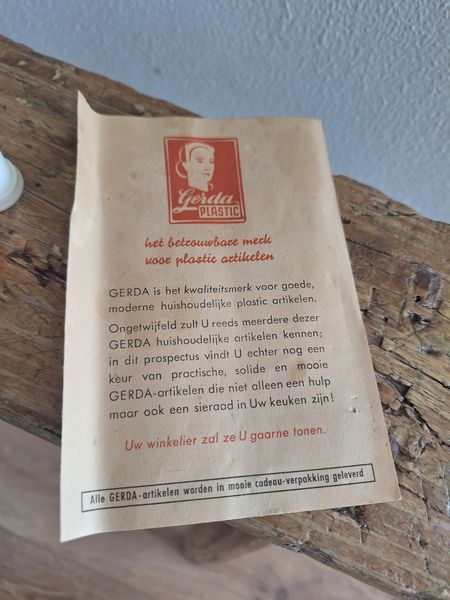 Gerda
PLASTIC
het betrouwbare merk
voor plastic artikelen
GERDA is het kwaliteitsmerk voor goede,
moderne huishoudelijke plastic artikelen.
Ongetwijfeld zult U reeds meerdere dezer
GERDA huishoudelijke artikelen kennen;
in dit prospectus vindt U echter nog een
keur van practische, solide en mooie
GERDA-artikelen die niet alleen een hulp
maar ook een sieraad in Uw keuken zijn!
Uw winkelier zal ze U gaarne tonen.
Alle GERDA-artikelen worden in mooie cadeau-verpakking geleverd